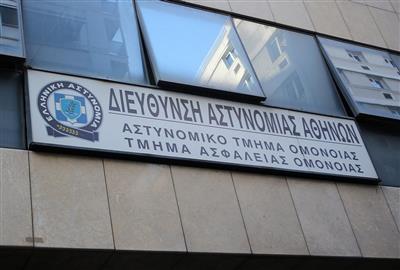 ΕΛΛΗΝΙΚΗ ΑΣΤΥΝΟΜΙΑ
ΔΙΕΥΘΥΝΣΗ ΑΣΤΥΝΟΜΙΑΣ ΑΘΗΝΩΝ
ΑΣΤΥΝΟΜΙΚΟ ΤΜΗΜΑ ΟΜΟΝΟΙΑΣ
ΤΜΗΜΑ ΑΣΦΑΛΕΙΑΣ ΟΜΟΝΟΙΑΣ